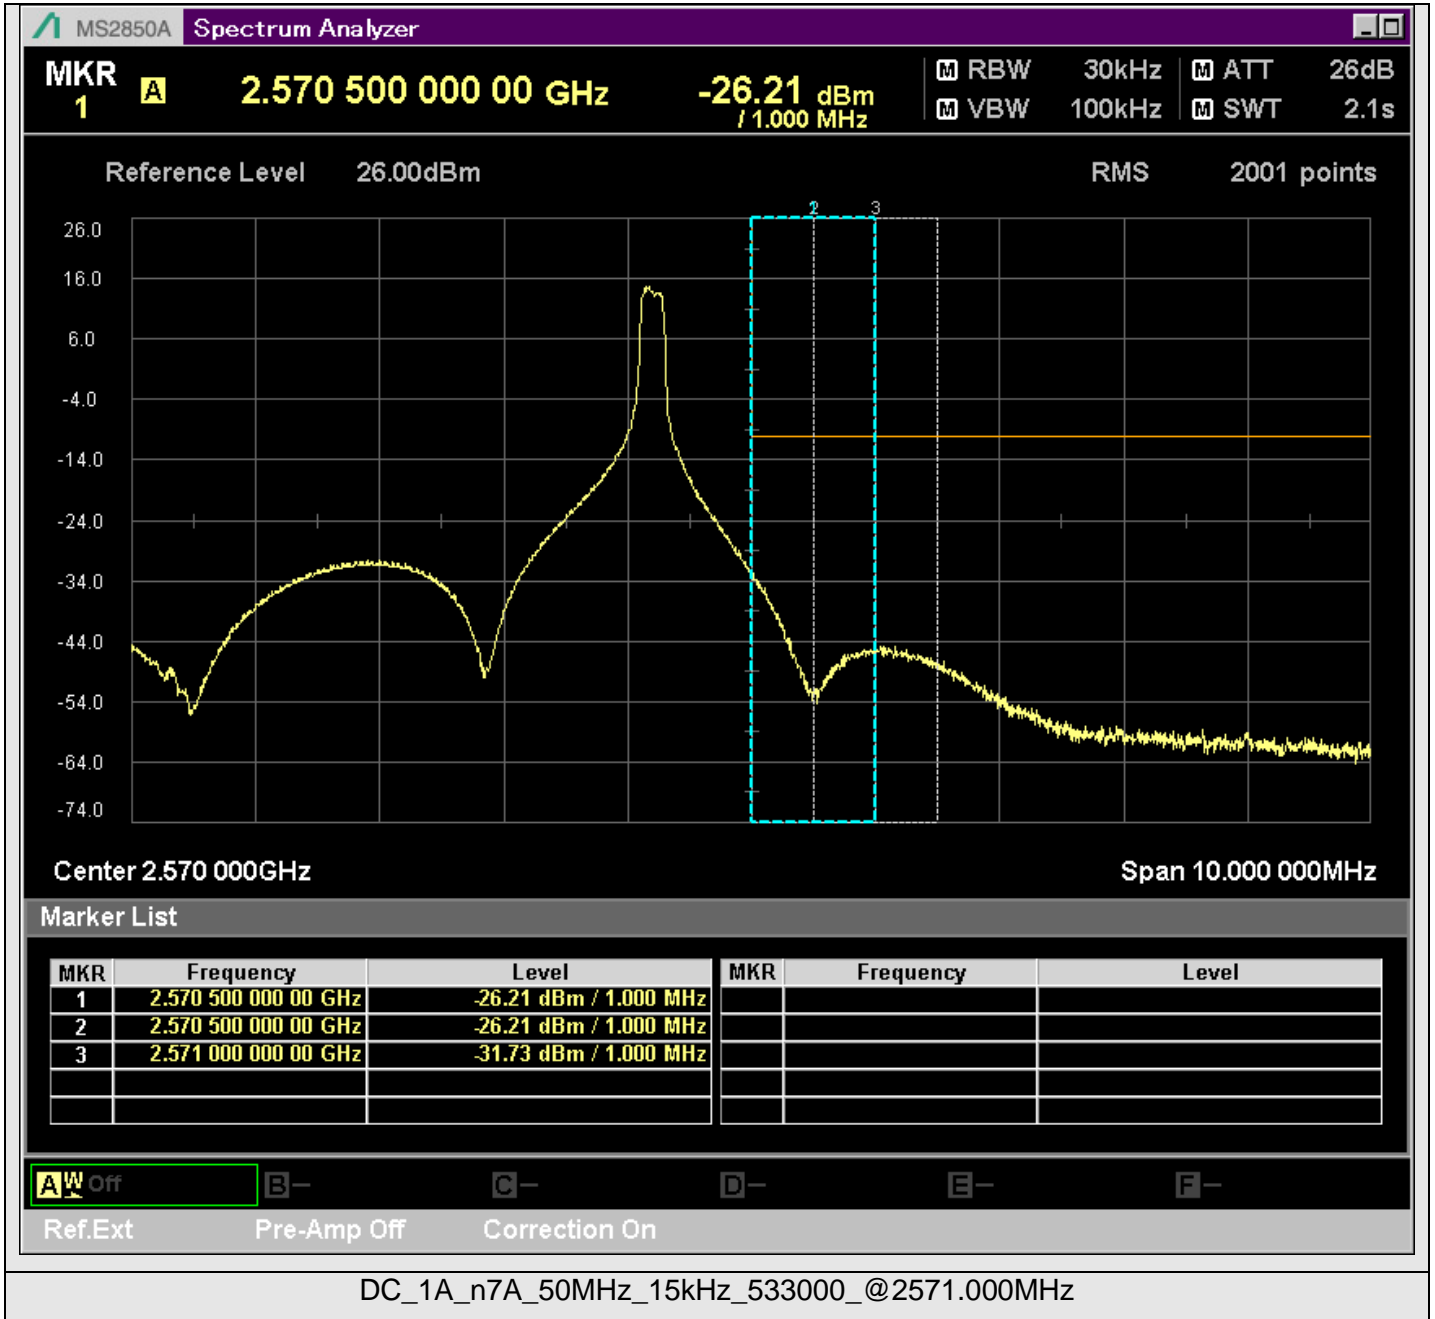 MS2850A Spectrum Analyzer
MKR 1 A 2.570 500 000 00 GHz -26.21 dBm / 1.000 MHz
M RBW 30kHz M ATT 26dB
M VBW 100kHz M SWT 2.1s
Reference Level 26.00dBm RMS 2001 points
2 3
26.0
16.0
6.0
-4.0
-14.0
-24.0
-34.0
-44.0
-54.0
-64.0
-74.0
Center 2.570 000GHz Span 10.000 000MHz
Marker List
MKR Frequency Level MKR Frequency Level
1 2.570 500 000 00 GHz -26.21 dBm / 1.000 MHz
2 2.570 500 000 00 GHz -26.21 dBm / 1.000 MHz
3 2.571 000 000 00 GHz -31.73 dBm / 1.000 MHz
A W Off B — C — D — E — F —
Ref.Ext Pre-Amp Off Correction On
DC_1A_n7A_50MHz_15kHz_533000_@2571.000MHz